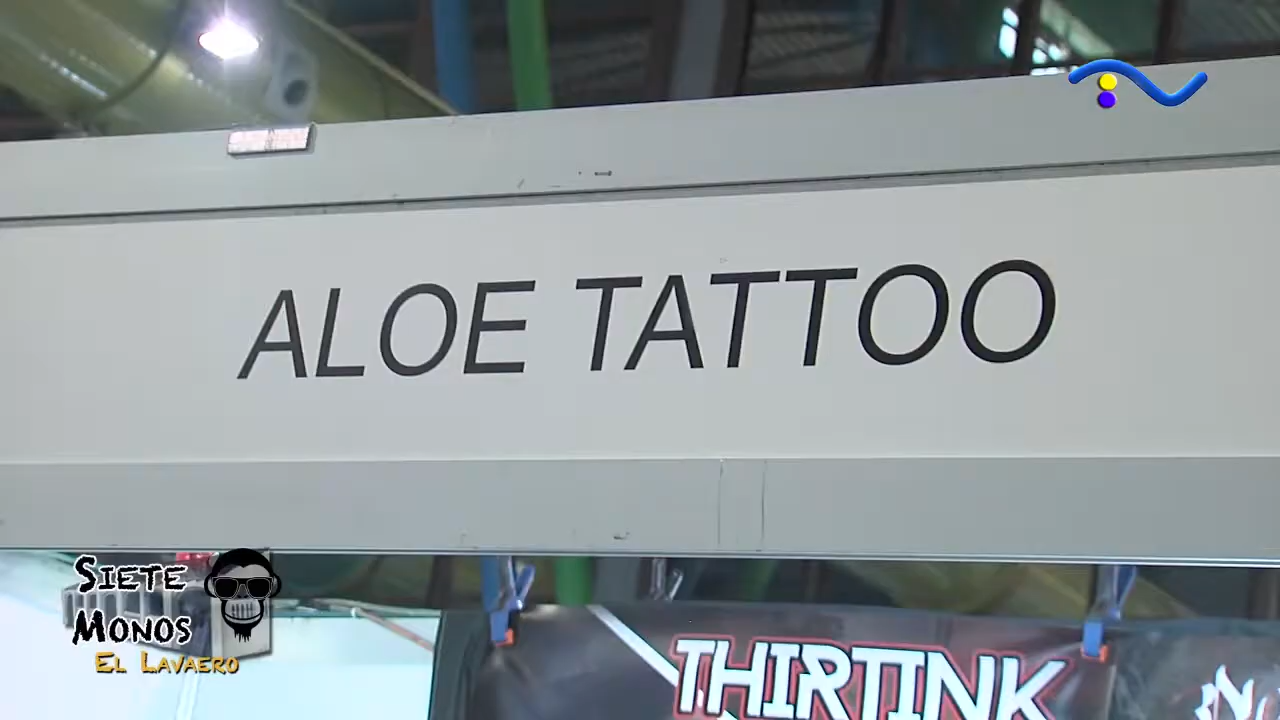 ALOE TATTOO
SIETE
MONOS
EL LAVAERO
THIRTINK